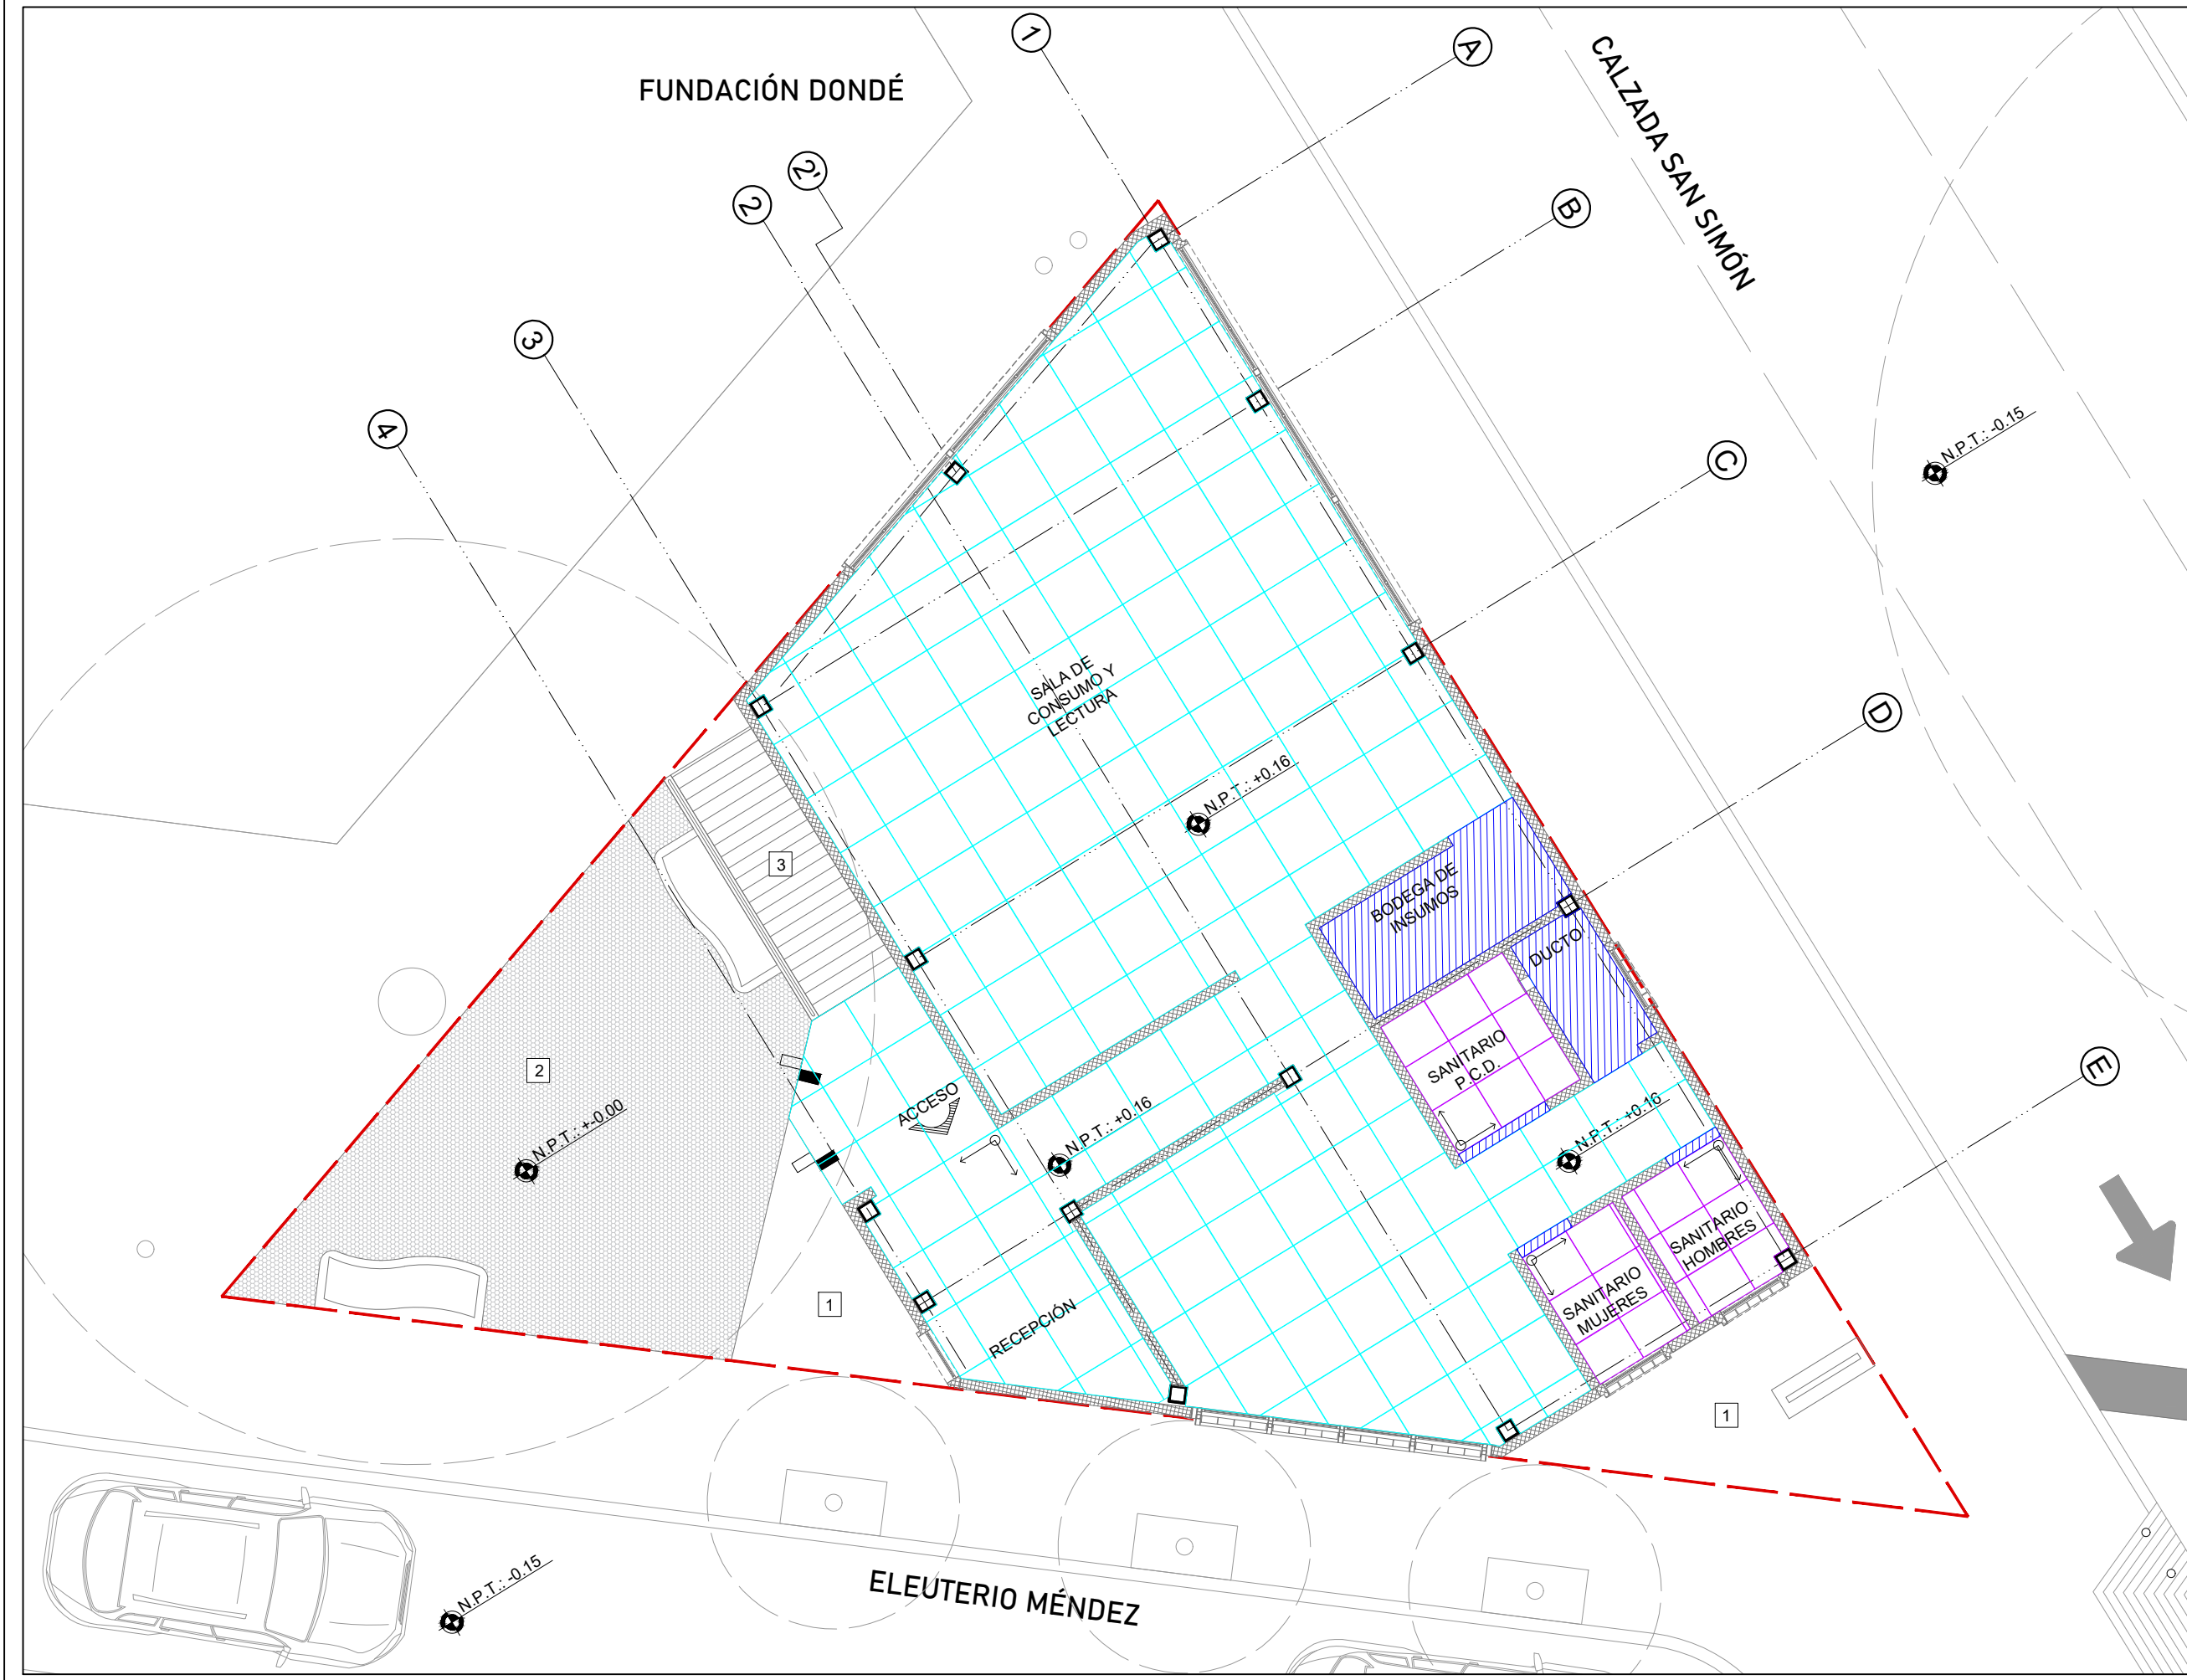 1
A
FUNDACIÓN DONDÉ
CALZADA SAN SIMÓN
2'
2
B
3
4
C
N.P.T.: -0.15
SALA DE
CONSUMO Y
LECTURA
D
N.P.T.: +0.16
3
BODEGA DE
INSUMOS
DUCTO
2
SANITARIO
P.C.D.
E
ACCESO
N.P.T.: +-0.00
N.P.T.: +0.16
N.P.T.: +0.16
SANITARIO
HOMBRES
SANITARIO
MUJERES
1
RECEPCIÓN
1
N.P.T.: -0.15
ELEUTERIO MÉNDEZ